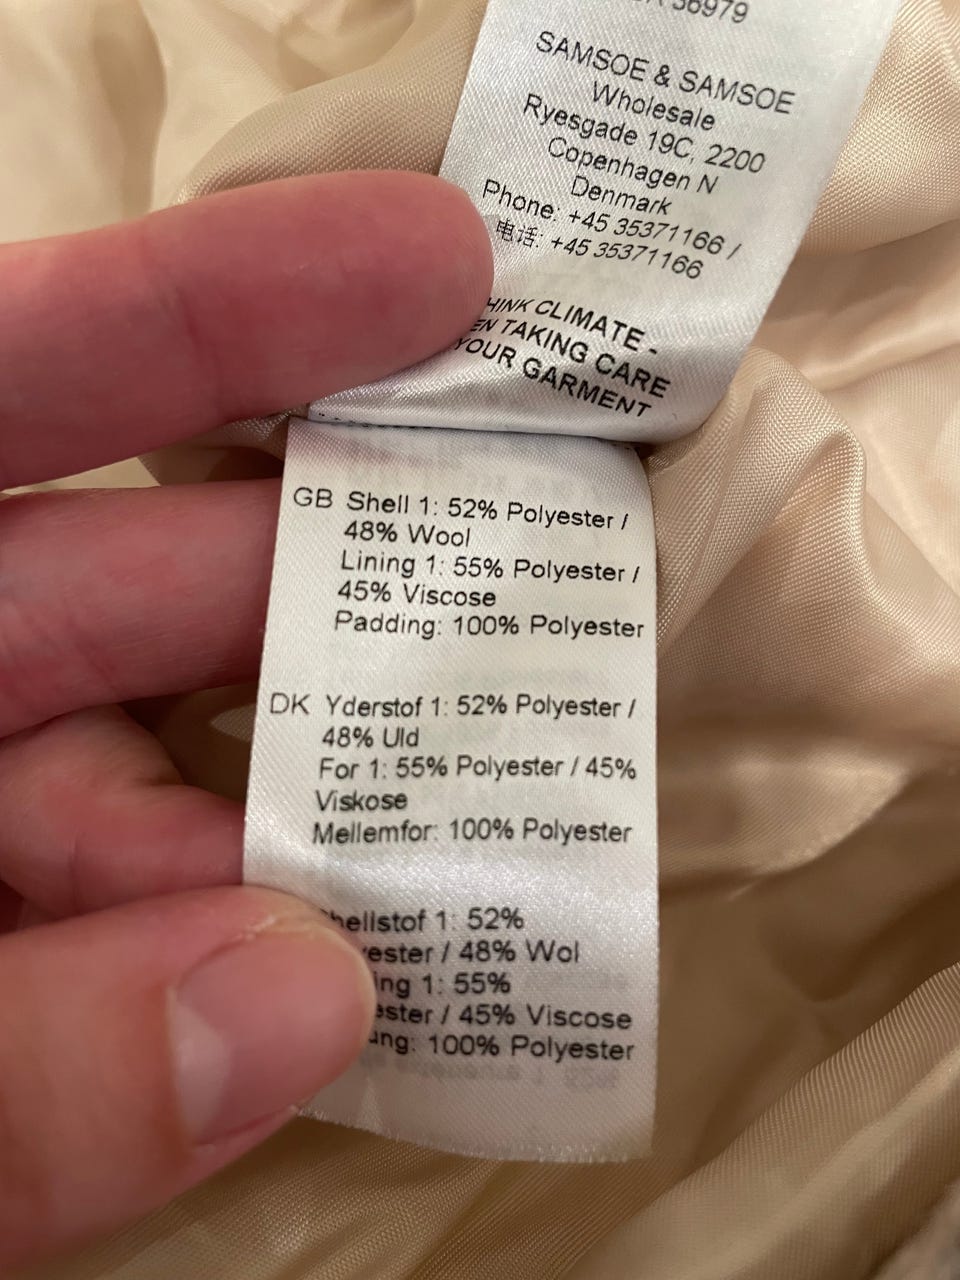 36979
SAMSOE & SAMSOE
Wholesale
Ryesgade 19C, 2200
Copenhagen N
Denmark
Phone: +45 35371166 /
电话: +45 35371166
HINK CLIMATE -
EN TAKING CARE
YOUR GARMENT
GB Shell 1: 52% Polyester /
48% Wool
Lining 1: 55% Polyester /
45% Viscose
Padding: 100% Polyester
DK Yderstof 1: 52% Polyester /
48% Uld
For 1: 55% Polyester / 45%
Viskose
Mellemfor: 100% Polyester
hellstof 1: 52%
ester / 48% Wol
ing 1: 55%
ester / 45% Viscose
ung: 100% Polyester